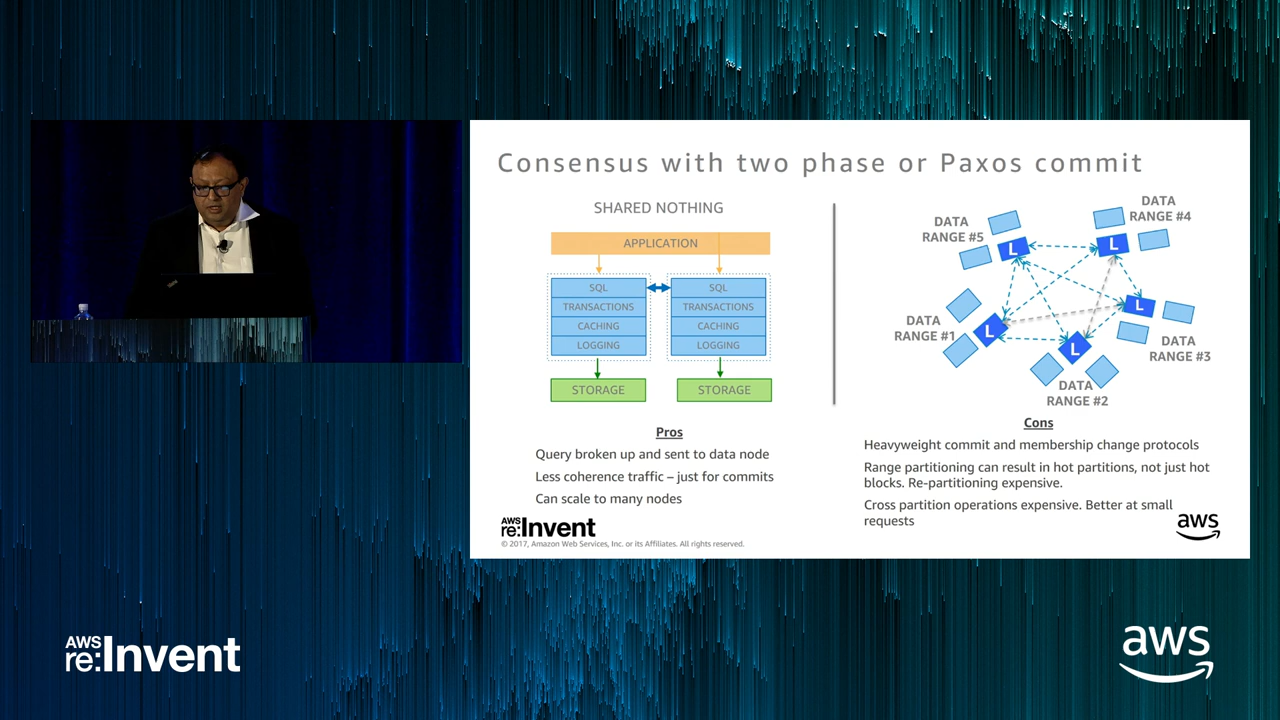 Consensus with two phase or Paxos commit
SHARED NOTHING
APPLICATION
SQL
TRANSACTIONS
CACHING
LOGGING
STORAGE
SQL
TRANSACTIONS
CACHING
LOGGING
STORAGE
Pros
Query broken up and sent to data node
Less coherence traffic – just for commits
Can scale to many nodes
DATA
RANGE #5
L
DATA
RANGE #4
L
DATA
RANGE #1
L
L
DATA
RANGE #3
L
DATA
RANGE #2
Cons
Heavyweight commit and membership change protocols
Range partitioning can result in hot partitions, not just hot
blocks. Re-partitioning expensive.
Cross partition operations expensive. Better at small
requests
AWS
re:Invent
© 2017, Amazon Web Services, Inc. or its Affiliates. All rights reserved.
aws
AWS
re:Invent
aws